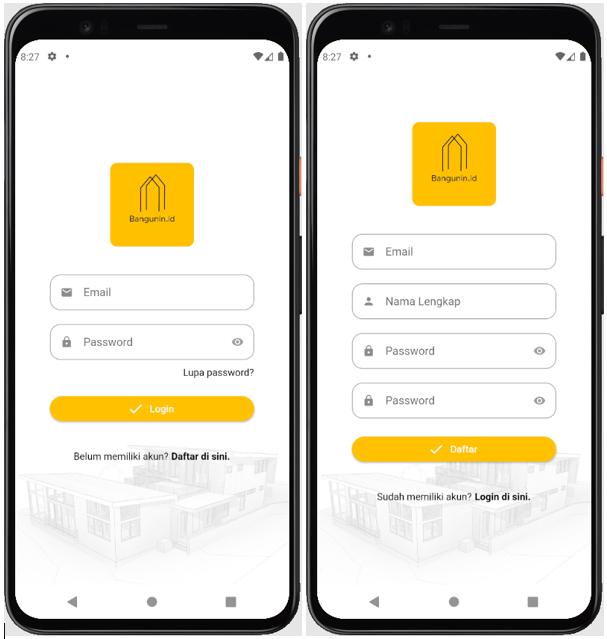 8:27
Bangunin.id
Email
Password
Lupa password?
Login
Belum memiliki akun? Daftar di sini.
8:27
Bangunin.id
Email
Nama Lengkap
Password
Password
Daftar
Sudah memiliki akun? Login di sini.